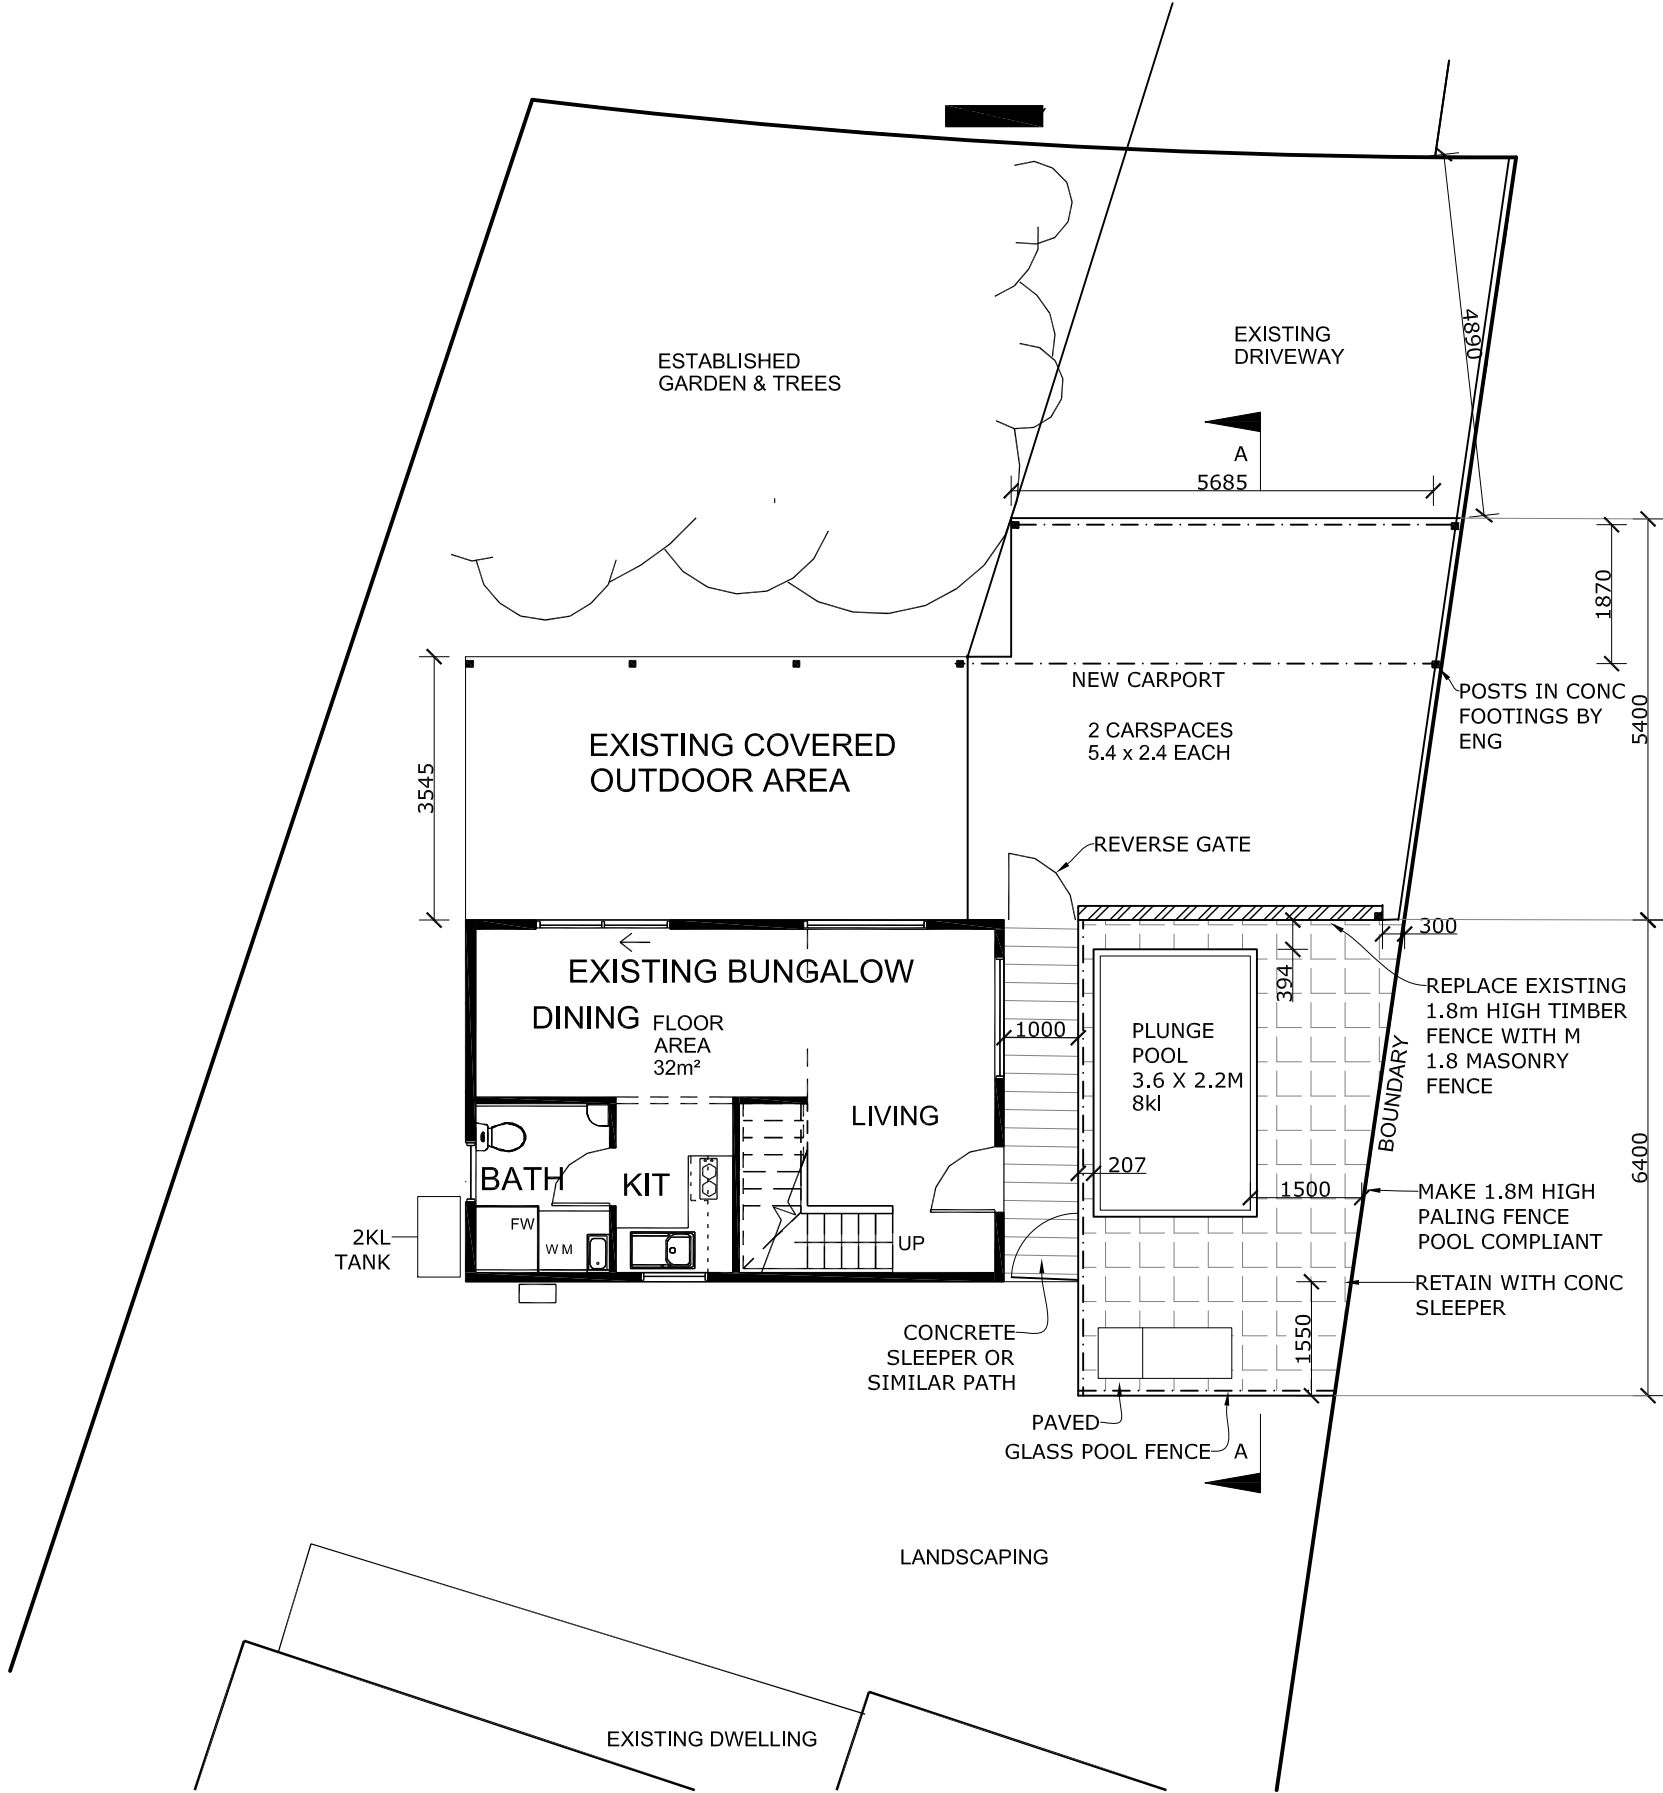 EXISTING
DRIVEWAY
4890
ESTABLISHED
GARDEN & TREES
A
5685
1870
NEW CARPORT
2 CARSPACES
5.4 x 2.4 EACH
POSTS IN CONC
FOOTINGS BY
ENG
5400
EXISTING COVERED
OUTDOOR AREA
3545
REVERSE GATE
300
394
EXISTING BUNGALOW
DINING
FLOOR
AREA
32m²
1000
PLUNGE
POOL
3.6 X 2.2M
8kl
REPLACE EXISTING
1.8m HIGH TIMBER
FENCE WITH M
1.8 MASONRY
FENCE
BOUNDARY
LIVING
BATH
KIT
207
1500
6400
MAKE 1.8M HIGH
PALING FENCE
POOL COMPLIANT
FW
WM
UP
2KL
TANK
RETAIN WITH CONC
SLEEPER
1550
CONCRETE
SLEEPER OR
SIMILAR PATH
PAVED
GLASS POOL FENCE
A
LANDSCAPING
EXISTING DWELLING